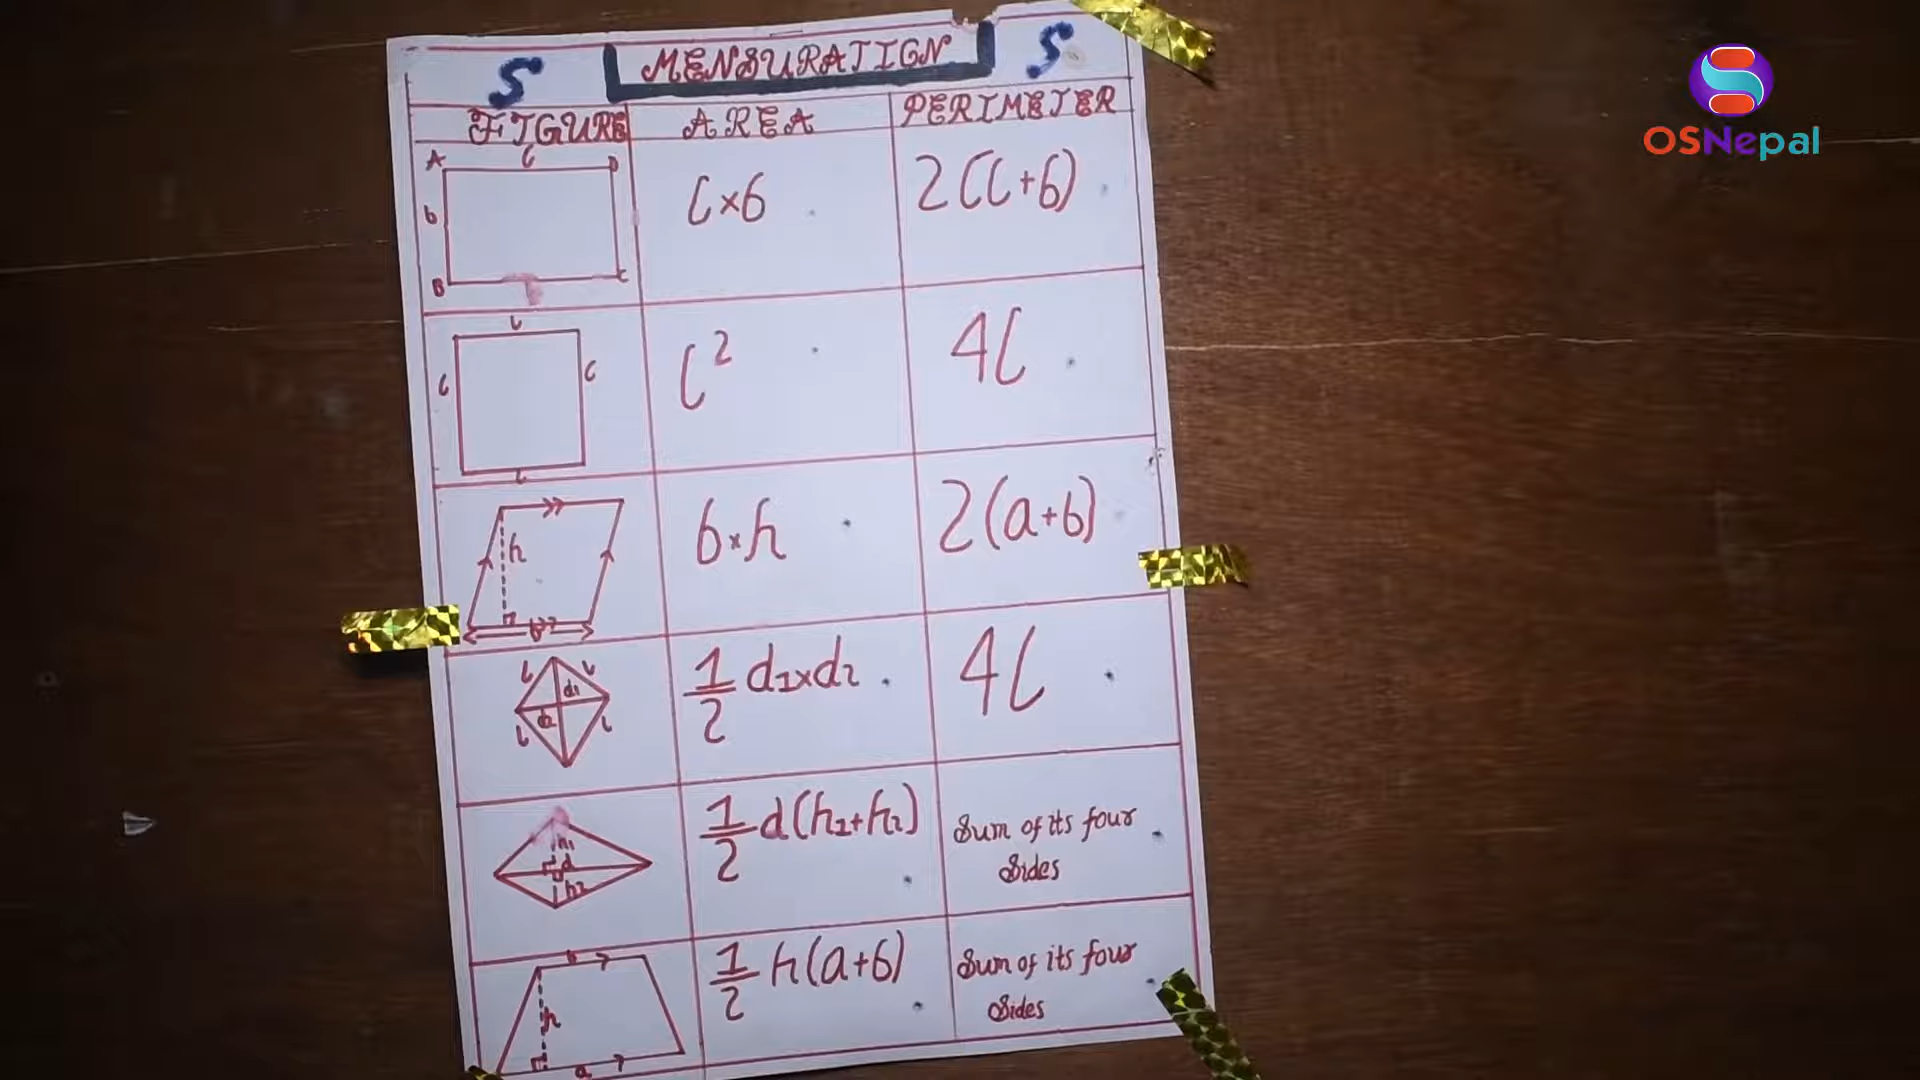 S MENSURATION S
FIGURE AREA PERIMETER
A l D
b
B C
l×b
2(l+b)
l
l l
l
l²
4l
h
b
b×h
2(a+b)
l l
d1
d2
l l
1/2 d1×d2
4l
h1
d
h2
1/2 d(h1+h2)
Sum of its four
Sides
b
h
a
1/2 h(a+b)
Sum of its four
Sides
OSNepal